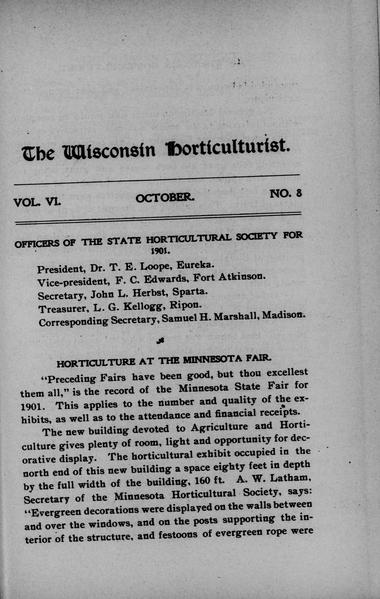 The Wisconsin Horticulturist.
VOL. VI. OCTOBER. NO. 8
OFFICERS OF THE STATE HORTICULTURAL SOCIETY FOR
1901.
President, Dr. T. E. Loope, Eureka.
Vice-president, F. C. Edwards, Fort Atkinson.
Secretary, John L. Herbst, Sparta.
Treasurer, L. G. Kellogg, Ripon.
Corresponding Secretary, Samuel H. Marshall, Madison.
HORTICULTURE AT THE MINNESOTA FAIR.
"Preceding Fairs have been good, but thou excellest
them all," is the record of the Minnesota State Fair for
1901. This applies to the number and quality of the ex-
hibits, as well as to the attendance and financial receipts.
The new building devoted to Agriculture and Horti-
culture gives plenty of room, light and opportunity for dec-
orative display. The horticultural exhibit occupied in the
north end of this new building a space eighty feet in depth
by the full width of the building, 160 ft. A. W. Latham,
Secretary of the Minnesota Horticultural Society, says:
"Evergreen decorations were displayed on the walls between
and over the windows, and on the posts supporting the in-
terior of the structure, and festoons of evergreen rope were